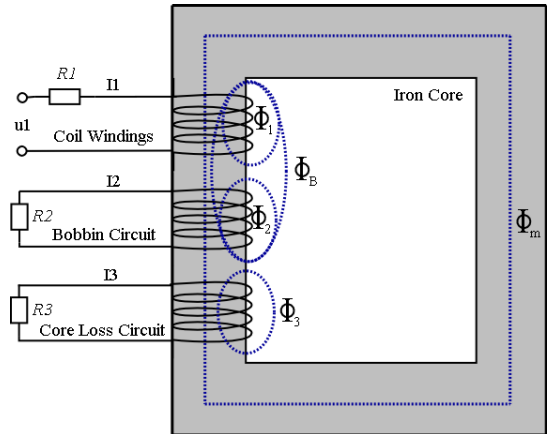 R1
I1
Iron Core
u1
Φ1
Coil Windings
ΦB
I2
R2
Φ2
Φm
Bobbin Circuit
I3
R3
Φ3
Core Loss Circuit